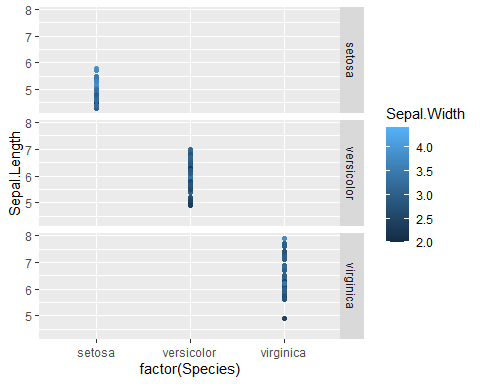 8
7
6
5
setosa
8
7
6
5
versicolor
8
7
6
5
virginica
Sepal.Length
setosa versicolor virginica
factor(Species)
Sepal.Width
4.0
3.5
3.0
2.5
2.0